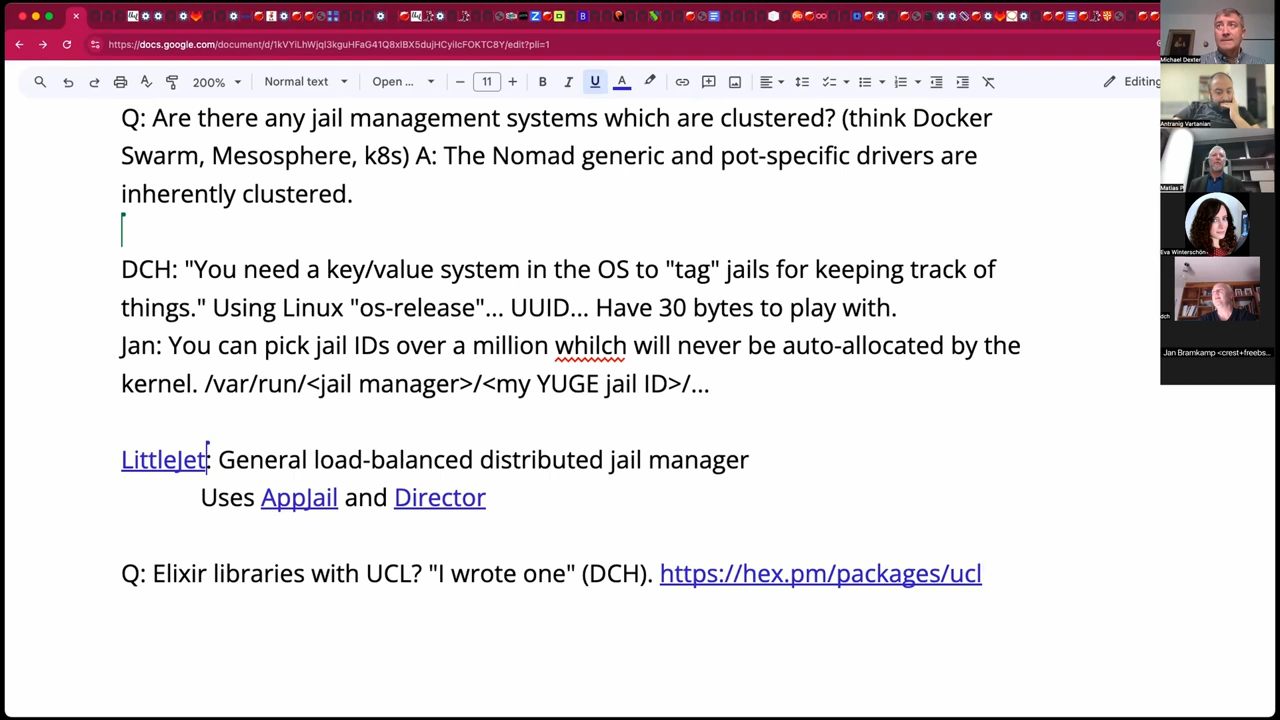 https://docs.google.com/document/d/1kVYiLhWjqI3kguHFaG41Q8xIBX5dujHCyiIcFOKTC8Y/edit?pli=1
200% Normal text Open ... 11 Editing
Q: Are there any jail management systems which are clustered? (think Docker
Swarm, Mesosphere, k8s) A: The Nomad generic and pot-specific drivers are
inherently clustered.
DCH: "You need a key/value system in the OS to "tag" jails for keeping track of
things." Using Linux "os-release"... UUID... Have 30 bytes to play with.
Jan: You can pick jail IDs over a million whilch will never be auto-allocated by the
kernel. /var/run/<jail manager>/<my YUGE jail ID>/...
LittleJet: General load-balanced distributed jail manager
Uses AppJail and Director
Q: Elixir libraries with UCL? "I wrote one" (DCH). https://hex.pm/packages/ucl
Michael Dexter
Antranig Vartanian
Matias P
Eva Winterschön
dch
Jan Bramkamp <crest+freebs...